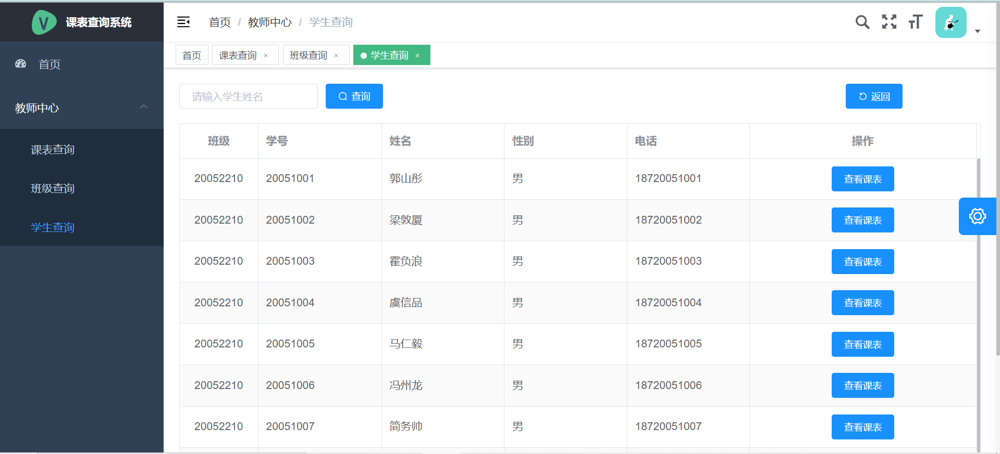 V 课表查询系统
首页 / 教师中心 / 学生查询
首页
课表查询 ×
班级查询 ×
学生查询 ×
首页
教师中心
课表查询
班级查询
学生查询
请输入学生姓名
查询
返回
班级 学号 姓名 性别 电话 操作
20052210 20051001 郭山彤 男 18720051001 查看课表
20052210 20051002 梁敦厦 男 18720051002 查看课表
20052210 20051003 霍负浪 男 18720051003 查看课表
20052210 20051004 虞信品 男 18720051004 查看课表
20052210 20051005 马仁毅 男 18720051005 查看课表
20052210 20051006 冯州龙 男 18720051006 查看课表
20052210 20051007 简务帅 男 18720051007 查看课表